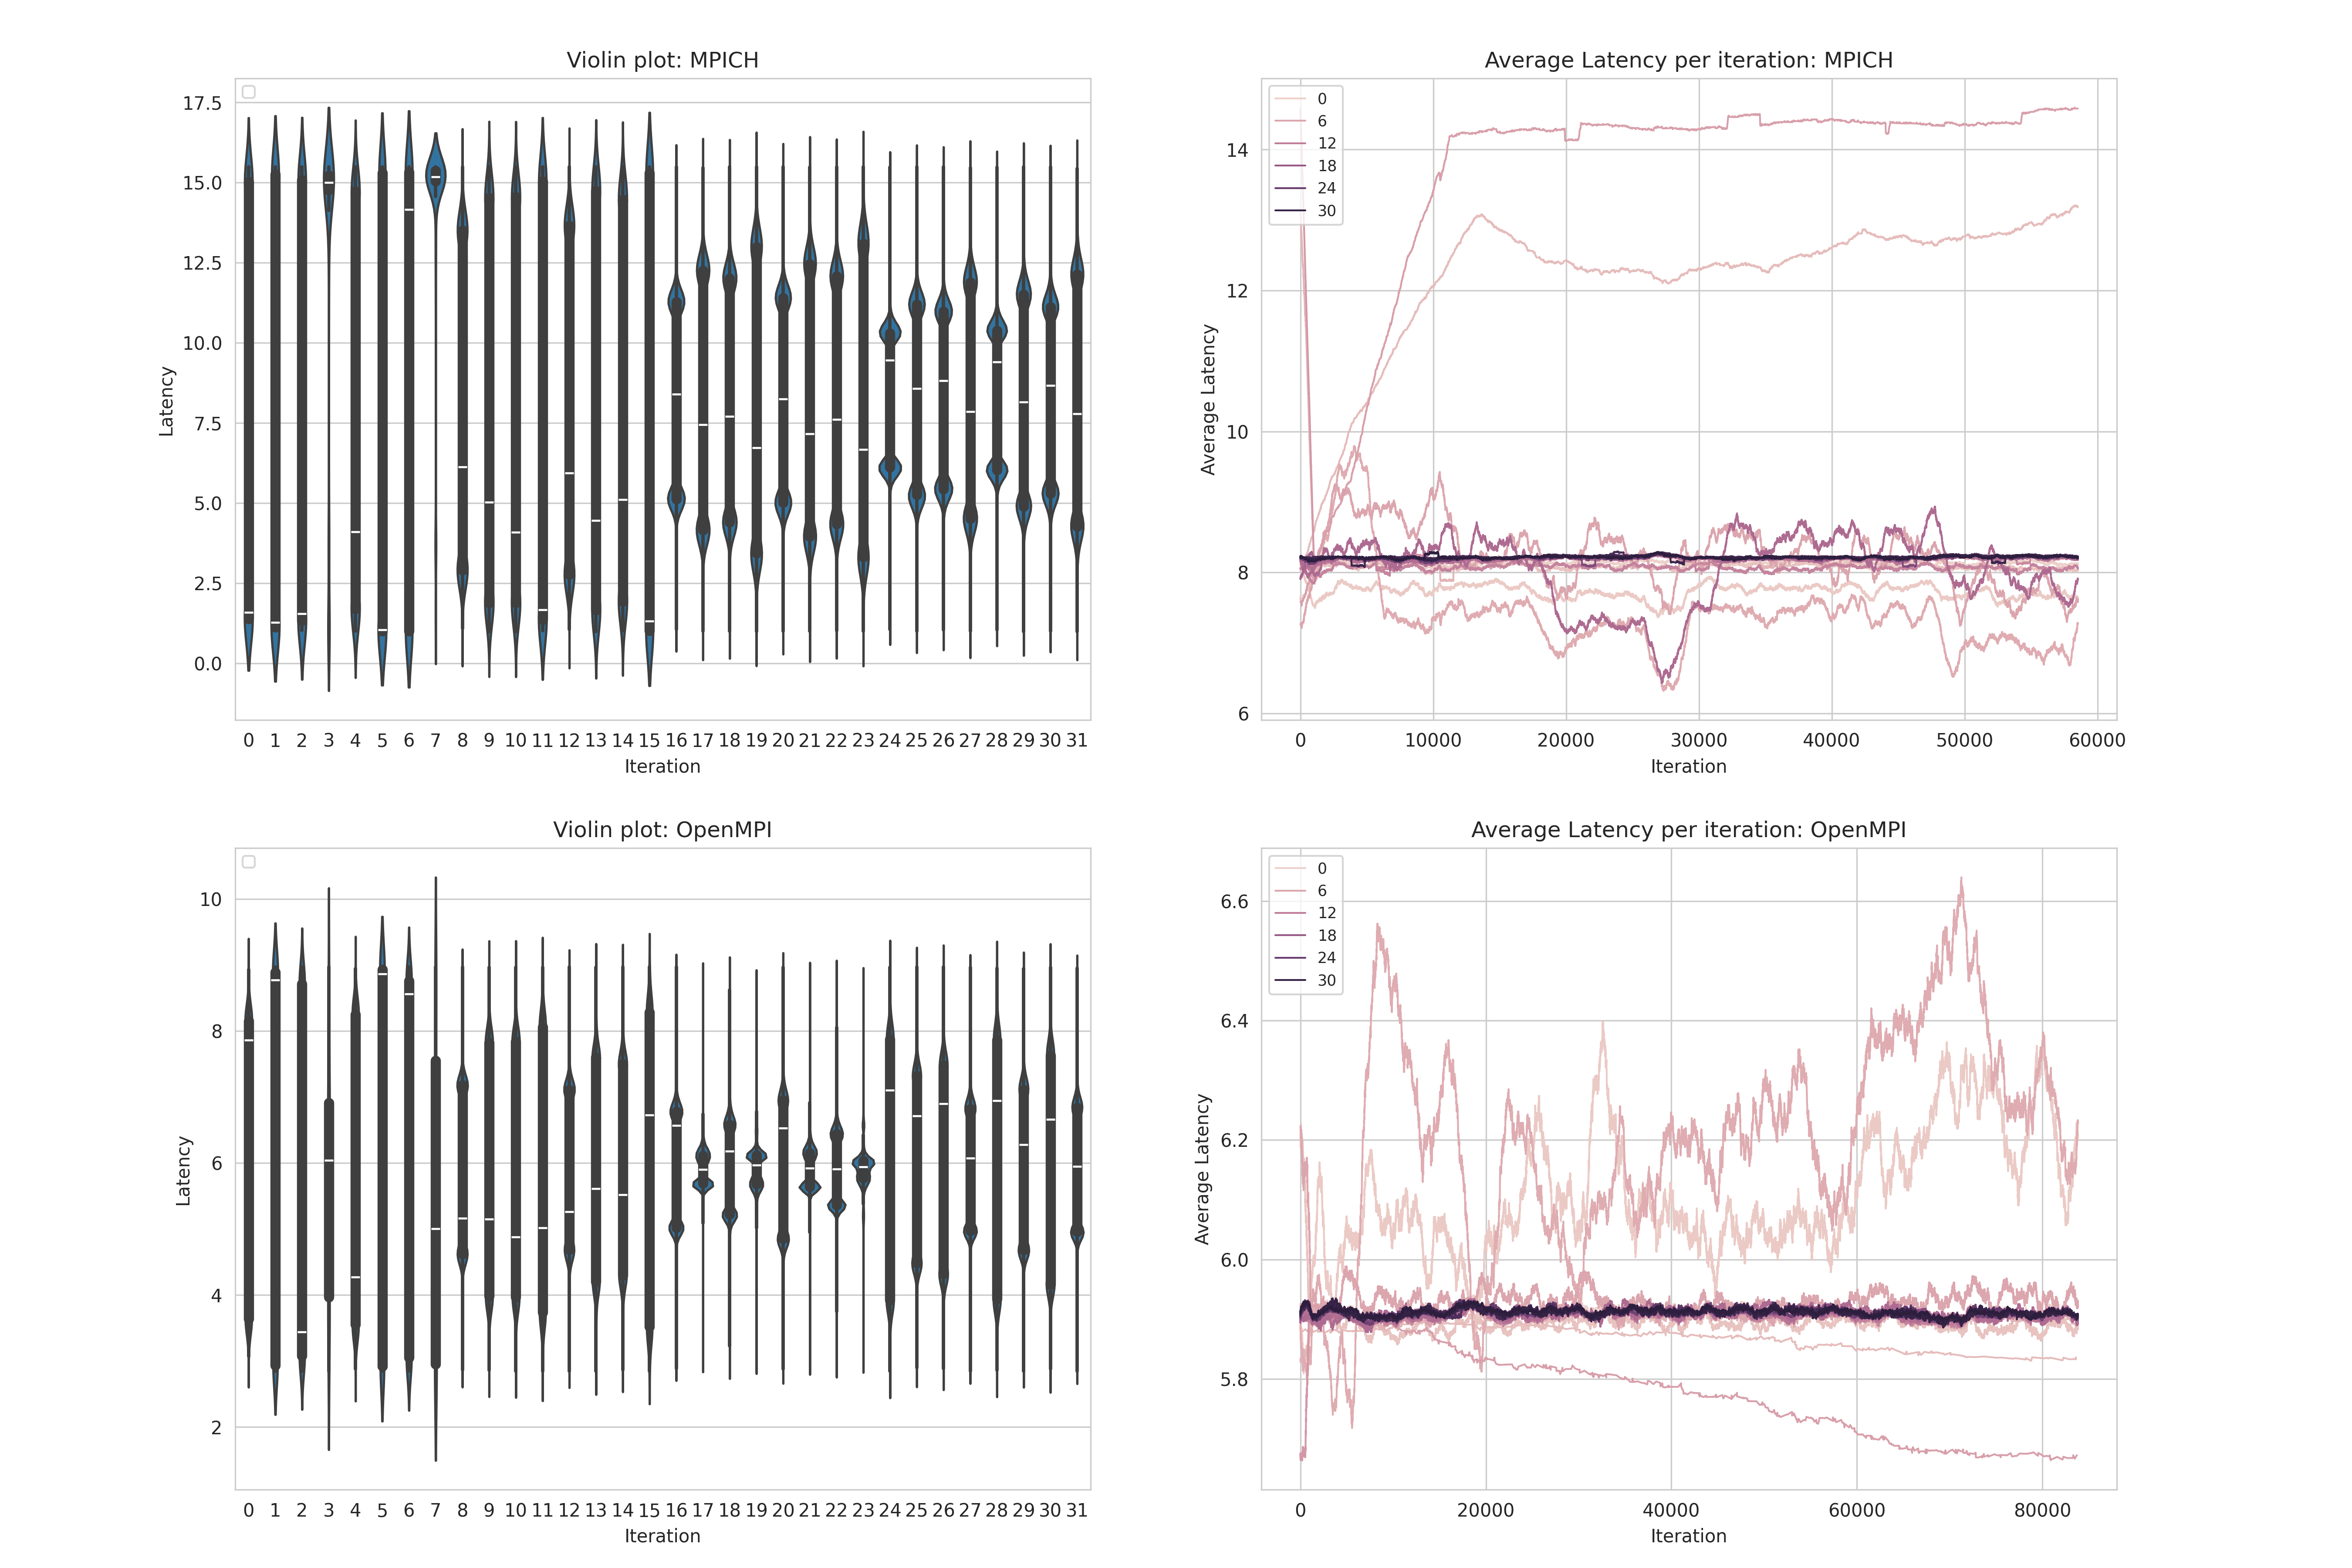 Violin plot: MPICH
17.5
15.0
12.5
10.0
7.5
5.0
2.5
0.0
Latency
0 1 2 3 4 5 6 7 8 9 10 11 12 13 14 15 16 17 18 19 20 21 22 23 24 25 26 27 28 29 30 31
Iteration
Average Latency per iteration: MPICH
0
6
12
18
24
30
14
12
10
8
6
Average Latency
0 10000 20000 30000 40000 50000 60000
Iteration
Violin plot: OpenMPI
10
8
6
4
2
Latency
0 1 2 3 4 5 6 7 8 9 10 11 12 13 14 15 16 17 18 19 20 21 22 23 24 25 26 27 28 29 30 31
Iteration
Average Latency per iteration: OpenMPI
0
6
12
18
24
30
6.6
6.4
6.2
6.0
5.8
Average Latency
0 20000 40000 60000 80000
Iteration